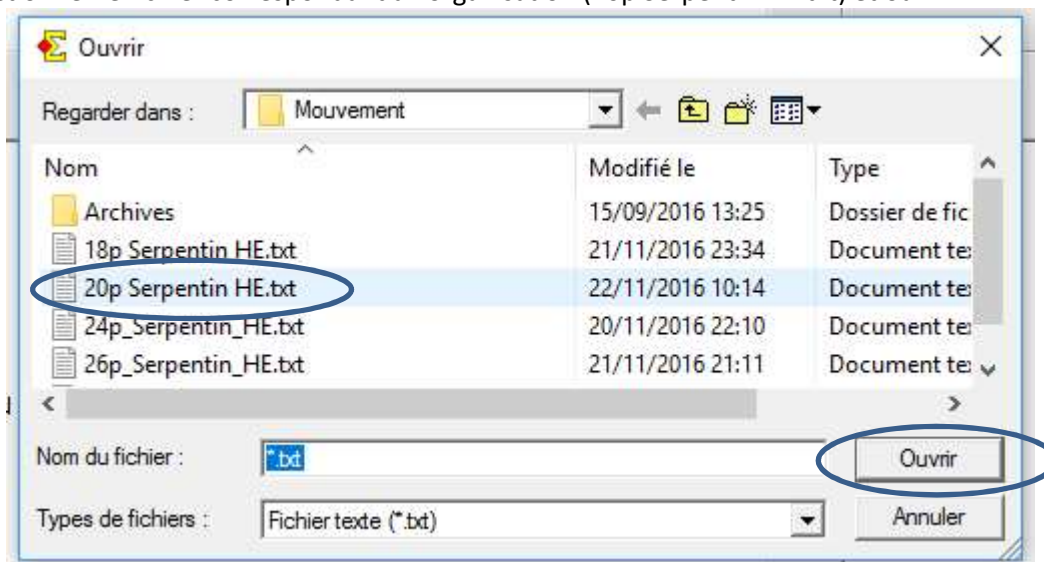 Ouvrir
Regarder dans : Mouvement
Nom Modifié le Type
Archives 15/09/2016 13:25 Dossier de fic
18p Serpentin HE.txt 21/11/2016 23:34 Document te
20p Serpentin HE.txt 22/11/2016 10:14 Document te
24p_Serpentin_HE.txt 20/11/2016 22:10 Document te
26p_Serpentin_HE.txt 21/11/2016 21:11 Document te
Nom du fichier : *.txt Ouvrir
Types de fichiers : Fichier texte (*.txt) Annuler